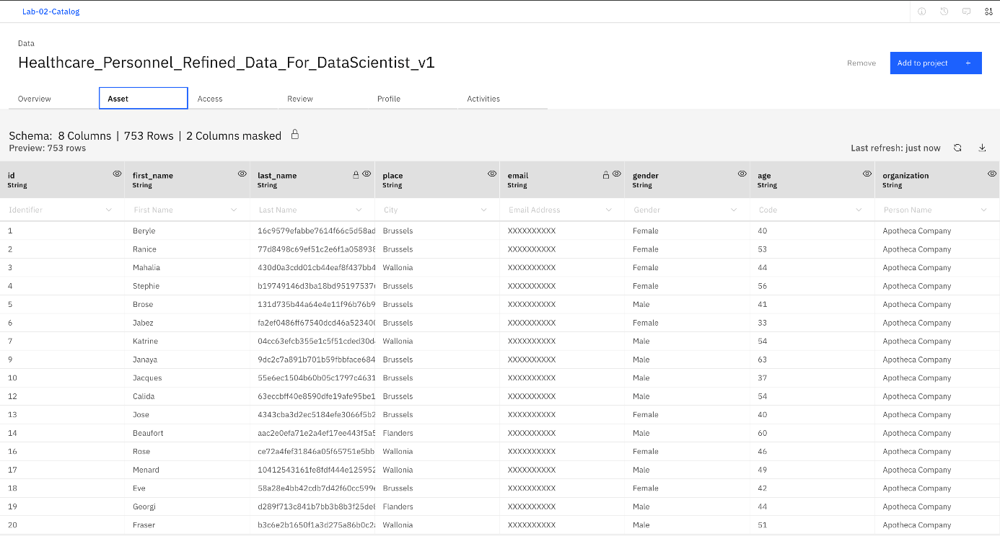 Lab-02-Catalog
Data
Healthcare_Personnel_Refined_Data_For_DataScientist_v1
Remove Add to project +
Overview Asset Access Review Profile Activities
Schema: 8 Columns | 753 Rows | 2 Columns masked
Preview: 753 rows
Last refresh: just now
id first_name last_name place email gender age organization
String String String String String String String String
Identifier First Name Last Name City Email Address Gender Code Person Name
1 Beryle 16c9579efabbe7614f66c5d58ad Brussels XXXXXXXXXX Female 40 Apotheca Company
2 Ranice 77d8498c69ef51c2e6f1a058938 Brussels XXXXXXXXXX Female 53 Apotheca Company
3 Mahalia 430d0a3cdd01cb44eaf8f437bb4 Wallonia XXXXXXXXXX Female 44 Apotheca Company
4 Stephie b19749146d3ba18bd95197537 Brussels XXXXXXXXXX Female 56 Apotheca Company
5 Brose 131d735b44a64e4e11f96b76b9 Brussels XXXXXXXXXX Male 41 Apotheca Company
6 Jabez fa2ef0486ff67540dcd46a52340 Brussels XXXXXXXXXX Female 33 Apotheca Company
7 Katrine 04cc63efcb355e1c5f51cded30d Wallonia XXXXXXXXXX Male 54 Apotheca Company
9 Janaya 9dc2c7a891b701b59fbbface684 Brussels XXXXXXXXXX Male 63 Apotheca Company
10 Jacques 55e6ec1504b60b05c1797c4631 Brussels XXXXXXXXXX Male 37 Apotheca Company
12 Calida 63eccbff40e8590dfe19afe95be1 Brussels XXXXXXXXXX Male 54 Apotheca Company
13 Jose 4343cba3d2ec5184efe3066f5b2 Brussels XXXXXXXXXX Female 40 Apotheca Company
14 Beaufort aac2e0efa71e2a4ef17ee443f5a5 Flanders XXXXXXXXXX Male 60 Apotheca Company
16 Rose ce72a4fef31846a05f65751e5bb Wallonia XXXXXXXXXX Female 46 Apotheca Company
17 Menard 10412543161fe8fdf444e125952 Wallonia XXXXXXXXXX Male 49 Apotheca Company
18 Eve 58a28e4bb42cdb7d42f60cc599 Brussels XXXXXXXXXX Female 42 Apotheca Company
19 Georgi d289f713c841b7bb3b8b3f25de Flanders XXXXXXXXXX Male 44 Apotheca Company
20 Fraser b3c6e2b1650f1a3d275a86b0c2 Wallonia XXXXXXXXXX Male 51 Apotheca Company